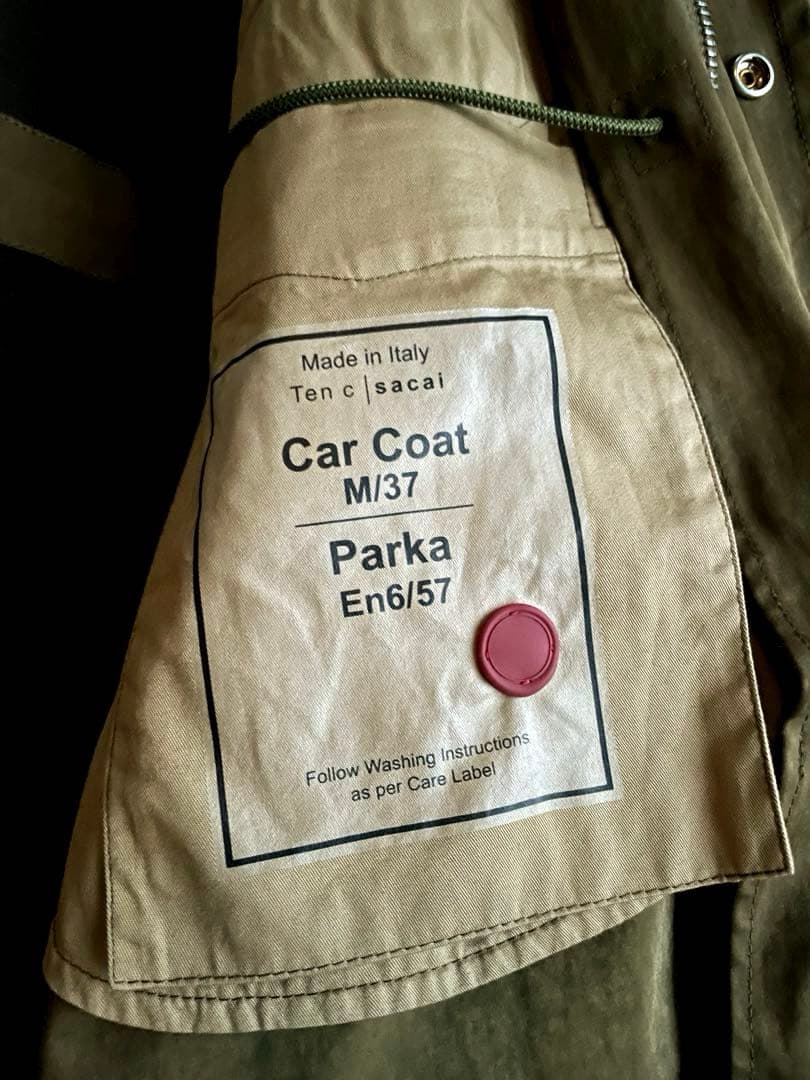 Made in Italy
Ten c | sacai
Car Coat
M/37
Parka
En6/57
Follow Washing Instructions
as per Care Label